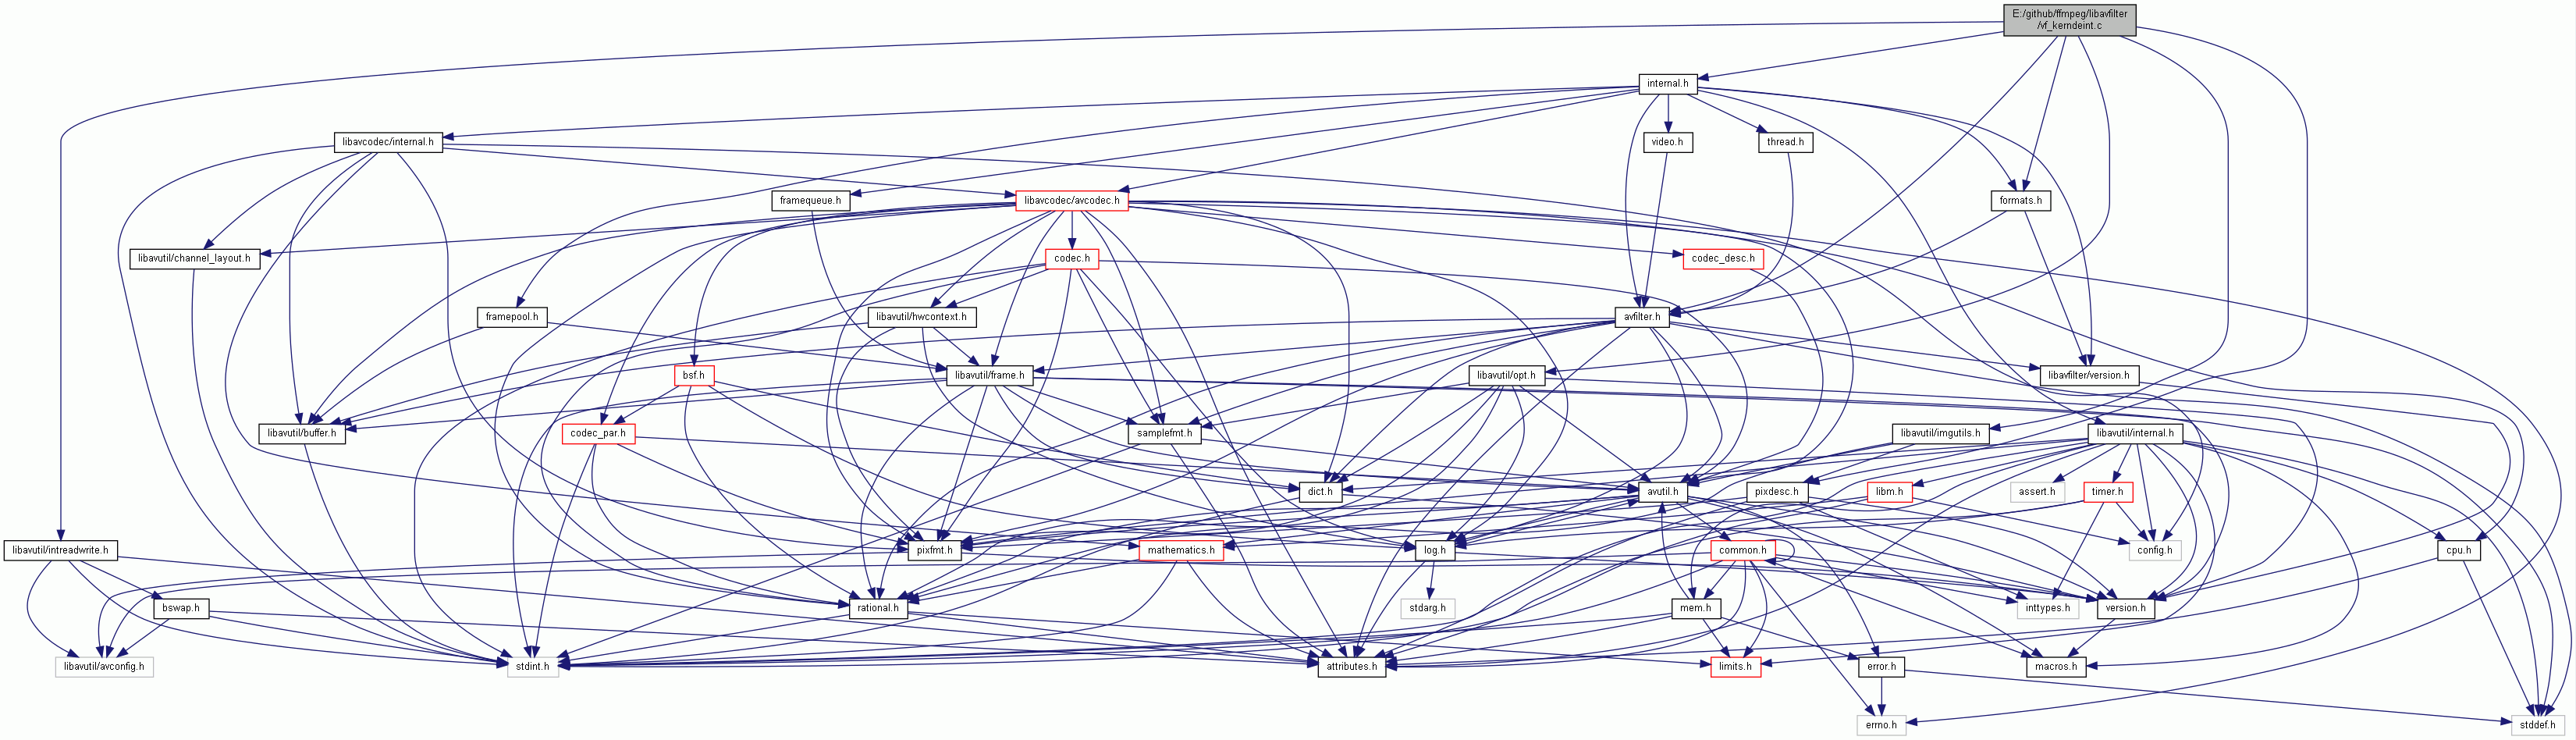 E:/github/ffmpeg/libavfilter
/vf_kerndeint.c
internal.h
libavcodec/internal.h
video.h
thread.h
framequeue.h
libavcodec/avcodec.h
formats.h
libavutil/channel_layout.h
codec.h
codec_desc.h
framepool.h
libavutil/hwcontext.h
avfilter.h
bsf.h
libavutil/frame.h
libavutil/opt.h
libavfilter/version.h
libavutil/buffer.h
codec_par.h
samplefmt.h
libavutil/imgutils.h
libavutil/internal.h
dict.h
avutil.h
pixdesc.h
libm.h
assert.h
timer.h
libavutil/intreadwrite.h
pixfmt.h
mathematics.h
log.h
common.h
config.h
cpu.h
bswap.h
rational.h
stdarg.h
mem.h
inttypes.h
version.h
libavutil/avconfig.h
stdint.h
attributes.h
limits.h
error.h
macros.h
errno.h
stddef.h